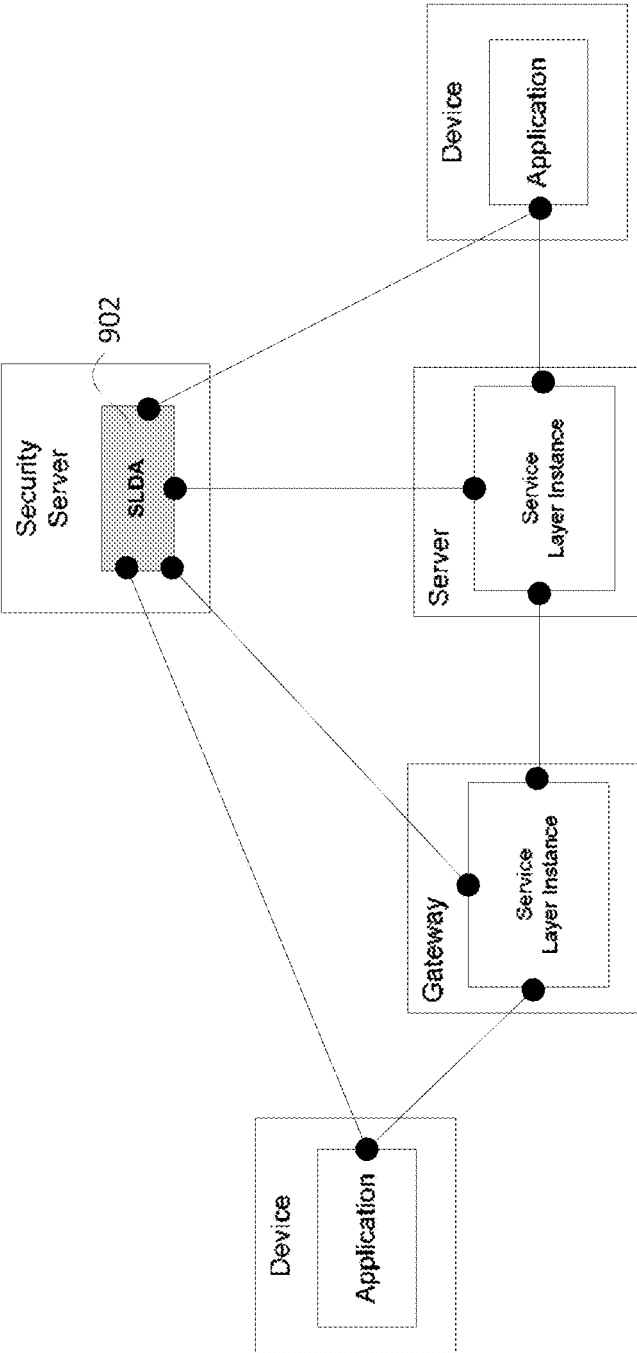 Security
Server
SLDA
902
Device
Application
Gateway
Service
Layer Instance
Server
Service
Layer Instance
Device
Application